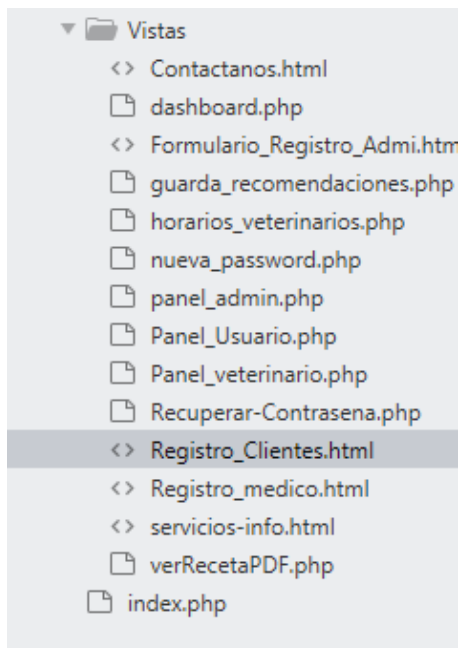 Vistas
<> Contactanos.html
dashboard.php
<> Formulario_Registro_Admi.htm
guarda_recomendaciones.php
horarios_veterinarios.php
nueva_password.php
panel_admin.php
Panel_Usuario.php
Panel_veterinario.php
Recuperar-Contrasena.php
<> Registro_Clientes.html
<> Registro_medico.html
<> servicios-info.html
verRecetaPDF.php
index.php